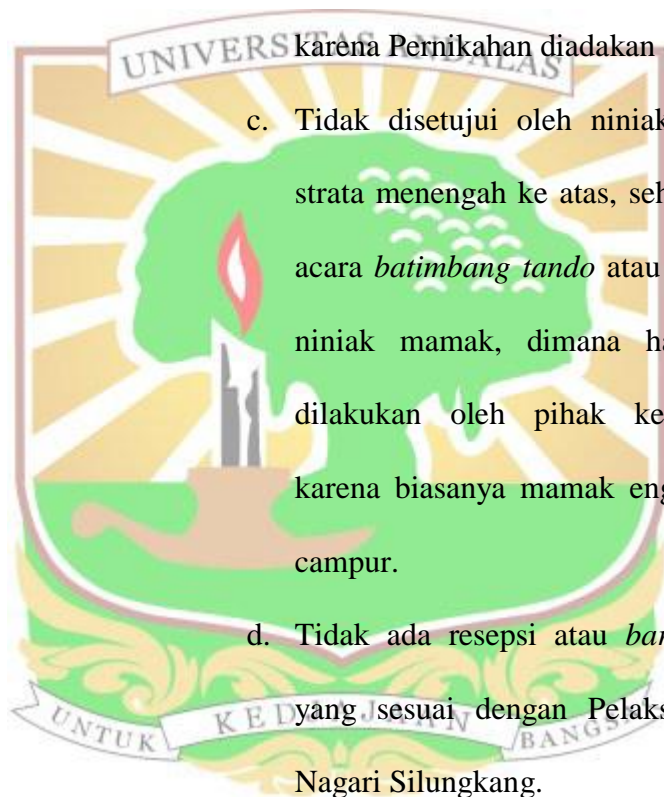 UNIVERSITAS ANDALAS
karena Pernikahan diadakan
c. Tidak disetujui oleh niniak
strata menengah ke atas, seh
acara batimbang tando atau
niniak mamak, dimana ha
dilakukan oleh pihak ke
karena biasanya mamak eng
campur.
d. Tidak ada resepsi atau bar
yang sesuai dengan Pelaks
Nagari Silungkang.
UNTUK KEDJAJAAN BANGSA